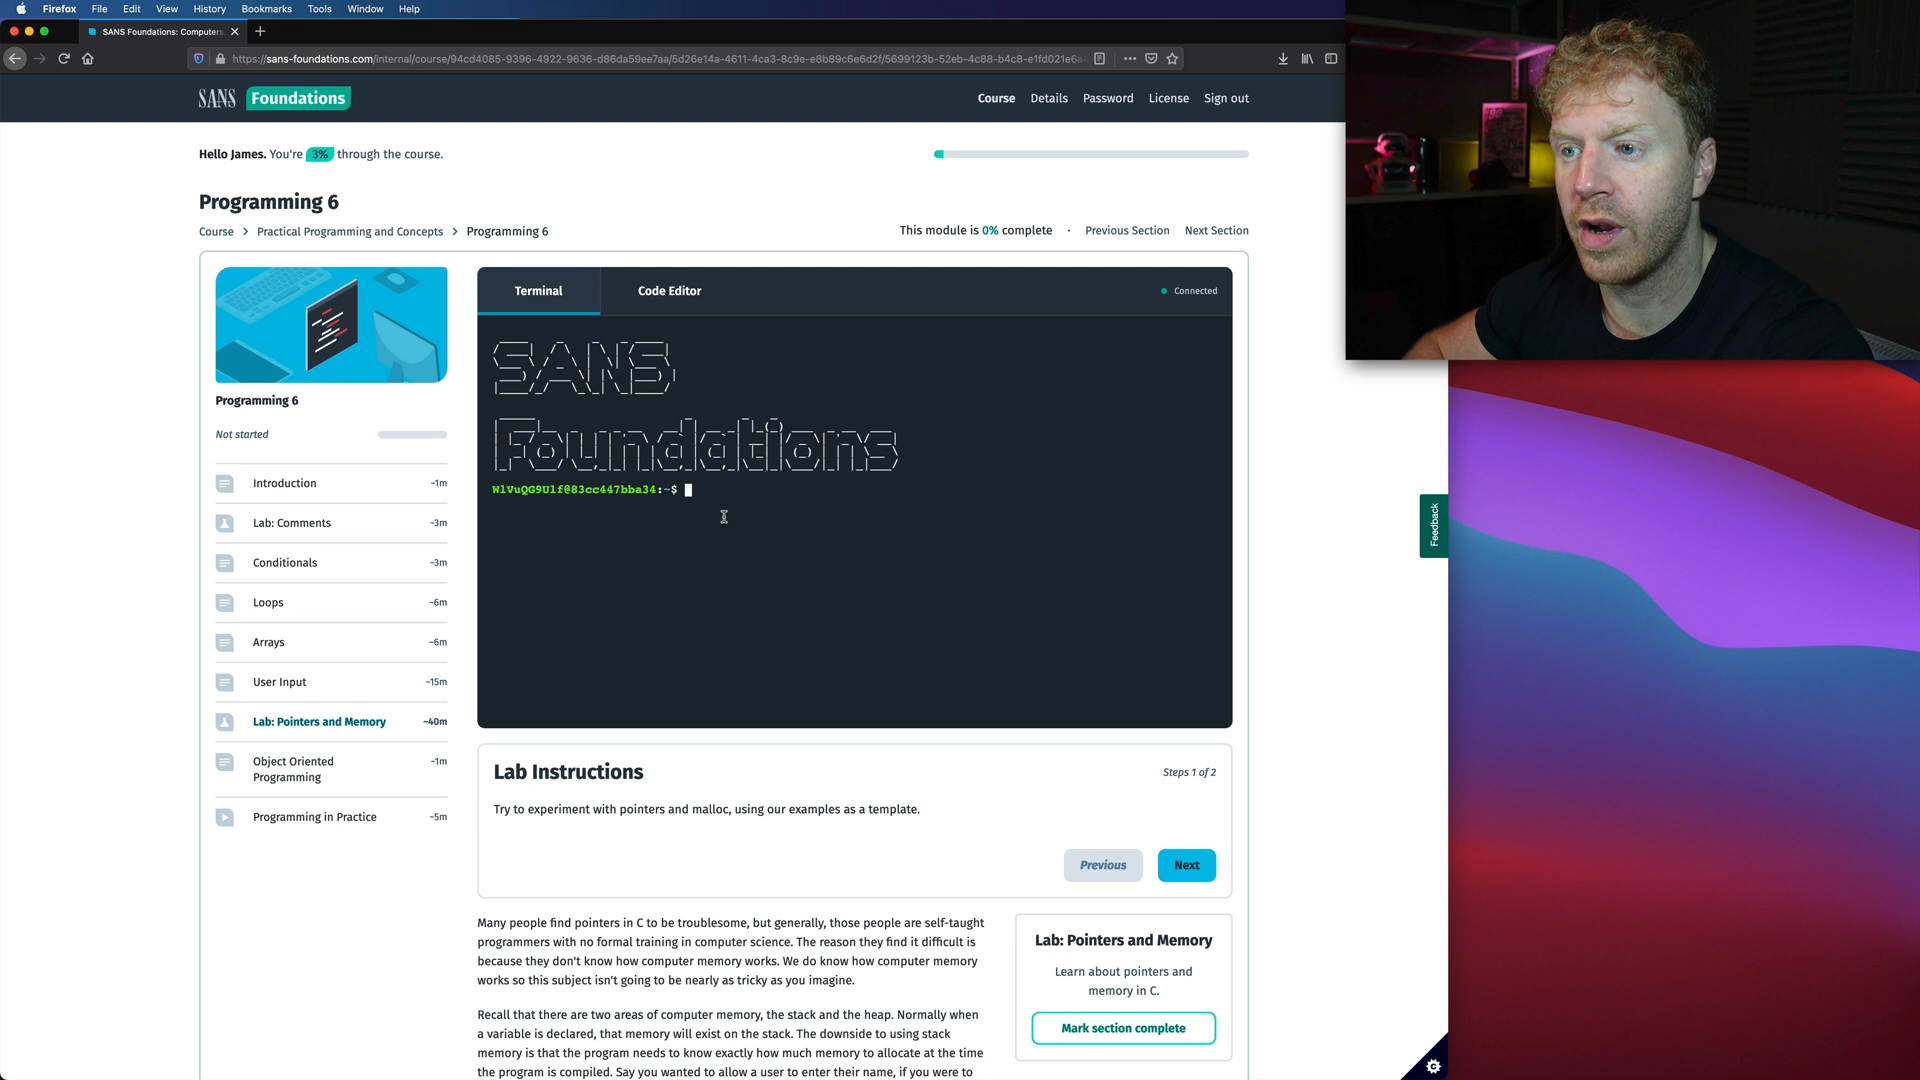 Firefox File Edit View History Bookmarks Tools Window Help
SANS Foundations: Computers,
https://sans-foundations.com/internal/course/94cd4085-9396-4922-9636-d86da59ee7aa/5d26e14a-4611-4ca3-8c9e-e8b89c6e6d2f/5699123b-52eb-4c88-b4c8-e1fd021e6a
SANS Foundations
Course Details Password License Sign out
Hello James. You're 3% through the course.
Programming 6
Course > Practical Programming and Concepts > Programming 6
This module is 0% complete · Previous Section Next Section
Programming 6
Not started
Introduction ~1m
Lab: Comments ~3m
Conditionals ~3m
Loops ~6m
Arrays ~6m
User Input ~15m
Lab: Pointers and Memory ~40m
Object Oriented
Programming ~1m
Programming in Practice ~5m
Terminal Code Editor Connected
SANS
Foundations
WlVuQG9Ulf@83cc447bba34:~$
Lab Instructions
Steps 1 of 2
Try to experiment with pointers and malloc, using our examples as a template.
Previous Next
Many people find pointers in C to be troublesome, but generally, those people are self-taught
programmers with no formal training in computer science. The reason they find it difficult is
because they don't know how computer memory works. We do know how computer memory
works so this subject isn't going to be nearly as tricky as you imagine.
Recall that there are two areas of computer memory, the stack and the heap. Normally when
a variable is declared, that memory will exist on the stack. The downside to using stack
memory is that the program needs to know exactly how much memory to allocate at the time
the program is compiled. Say you wanted to allow a user to enter their name, if you were to
Lab: Pointers and Memory
Learn about pointers and
memory in C.
Mark section complete
Feedback